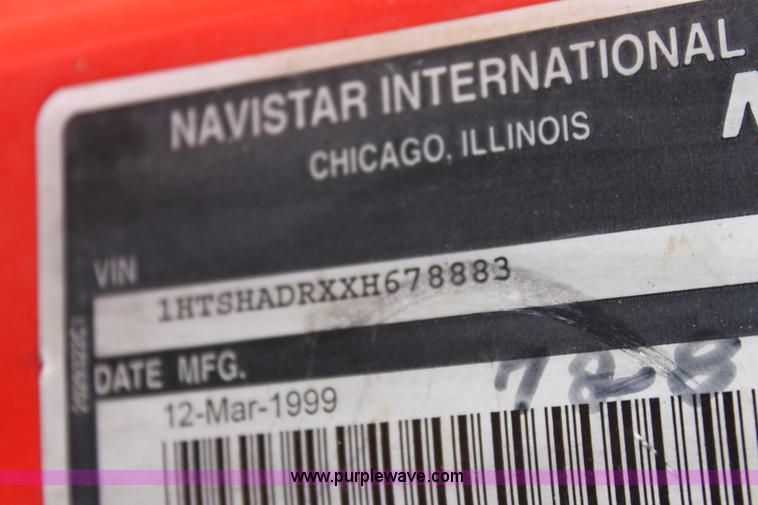 NAVISTAR INTERNATIONAL
CHICAGO, ILLINOIS
VIN
1HTSHADRXXH678883
DATE MFG.
12-Mar-1999
788
www.purplewave.com